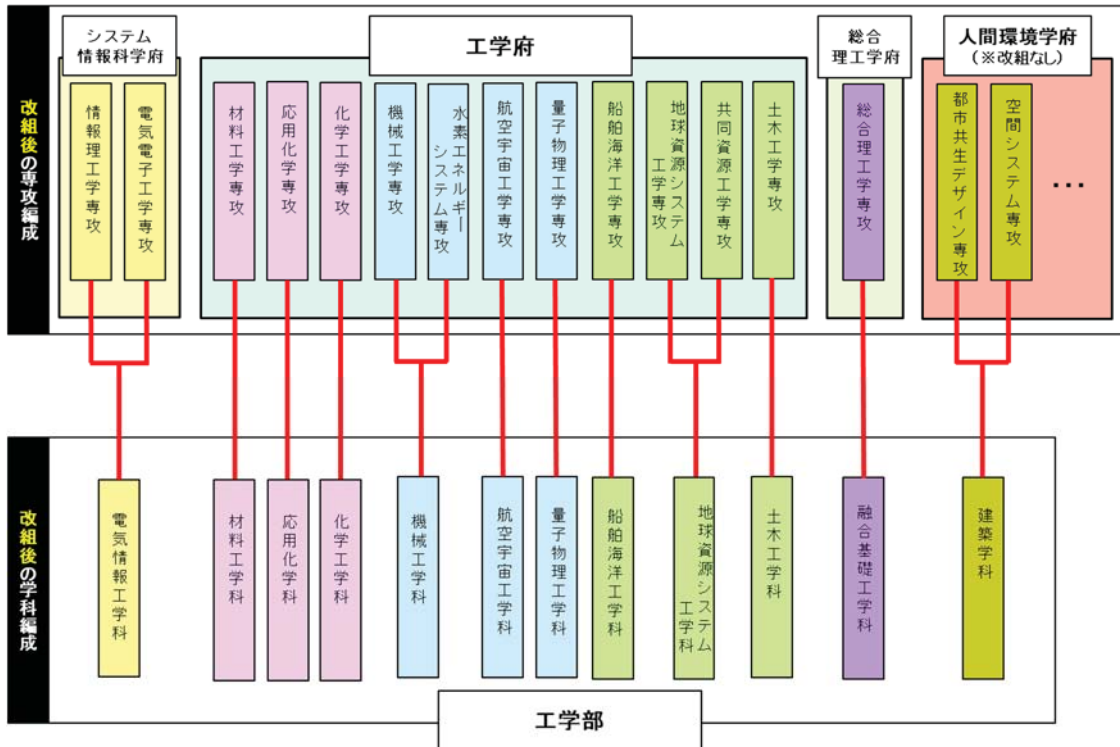 改組後の専攻編成
システム
情報科学府
工学府
総合
理工学府
人間環境学府
(※改組なし)
情報理工学専攻
電気電子工学専攻
材料工学専攻
応用化学専攻
化学工学専攻
機械工学専攻
水素エネルギー
システム専攻
航空宇宙工学専攻
量子物理工学専攻
船舶海洋工学専攻
地球資源システム
工学専攻
共同資源工学専攻
土木工学専攻
総合理工学専攻
都市共生デザイン専攻
空間システム専攻
…
改組後の学科編成
電気情報工学科
材料工学科
応用化学科
化学工学科
機械工学科
航空宇宙工学科
量子物理工学科
船舶海洋工学科
地球資源システム
工学科
土木工学科
融合基礎工学科
建築学科
工学部